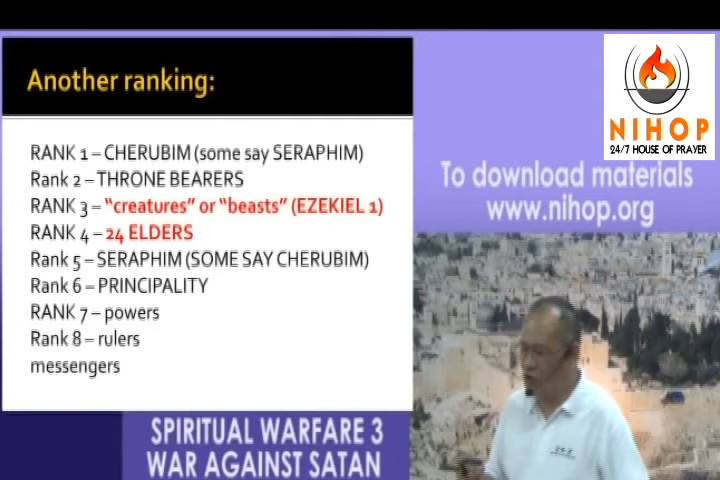 Another ranking:
RANK 1 – CHERUBIM (some say SERAPHIM)
Rank 2 – THRONE BEARERS
RANK 3 – "creatures" or "beasts" (EZEKIEL 1)
RANK 4 – 24 ELDERS
Rank 5 – SERAPHIM (SOME SAY CHERUBIM)
Rank 6 – PRINCIPALITY
RANK 7 – powers
Rank 8 – rulers
messengers
NIHOP
24/7 HOUSE OF PRAYER
To download materials
www.nihop.org
SPIRITUAL WARFARE 3
WAR AGAINST SATAN